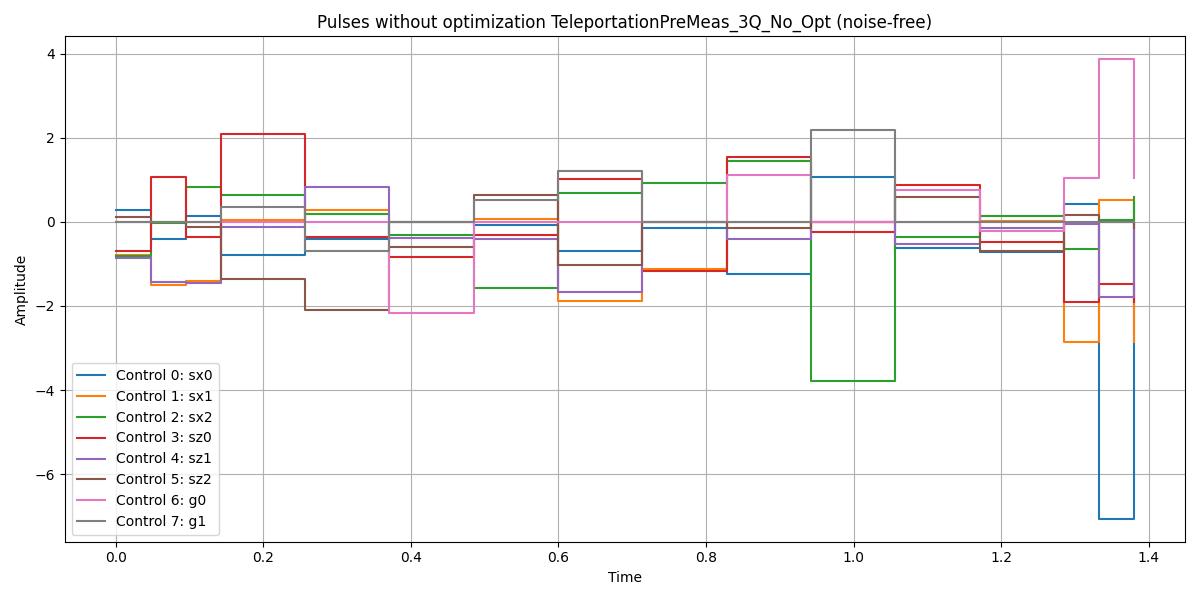 Pulses without optimization TeleportationPreMeas_3Q_No_Opt (noise-free)
4
2
0
−2
−4
−6
Amplitude
Control 0: sx0
Control 1: sx1
Control 2: sx2
Control 3: sz0
Control 4: sz1
Control 5: sz2
Control 6: g0
Control 7: g1
0.0 0.2 0.4 0.6 0.8 1.0 1.2 1.4
Time